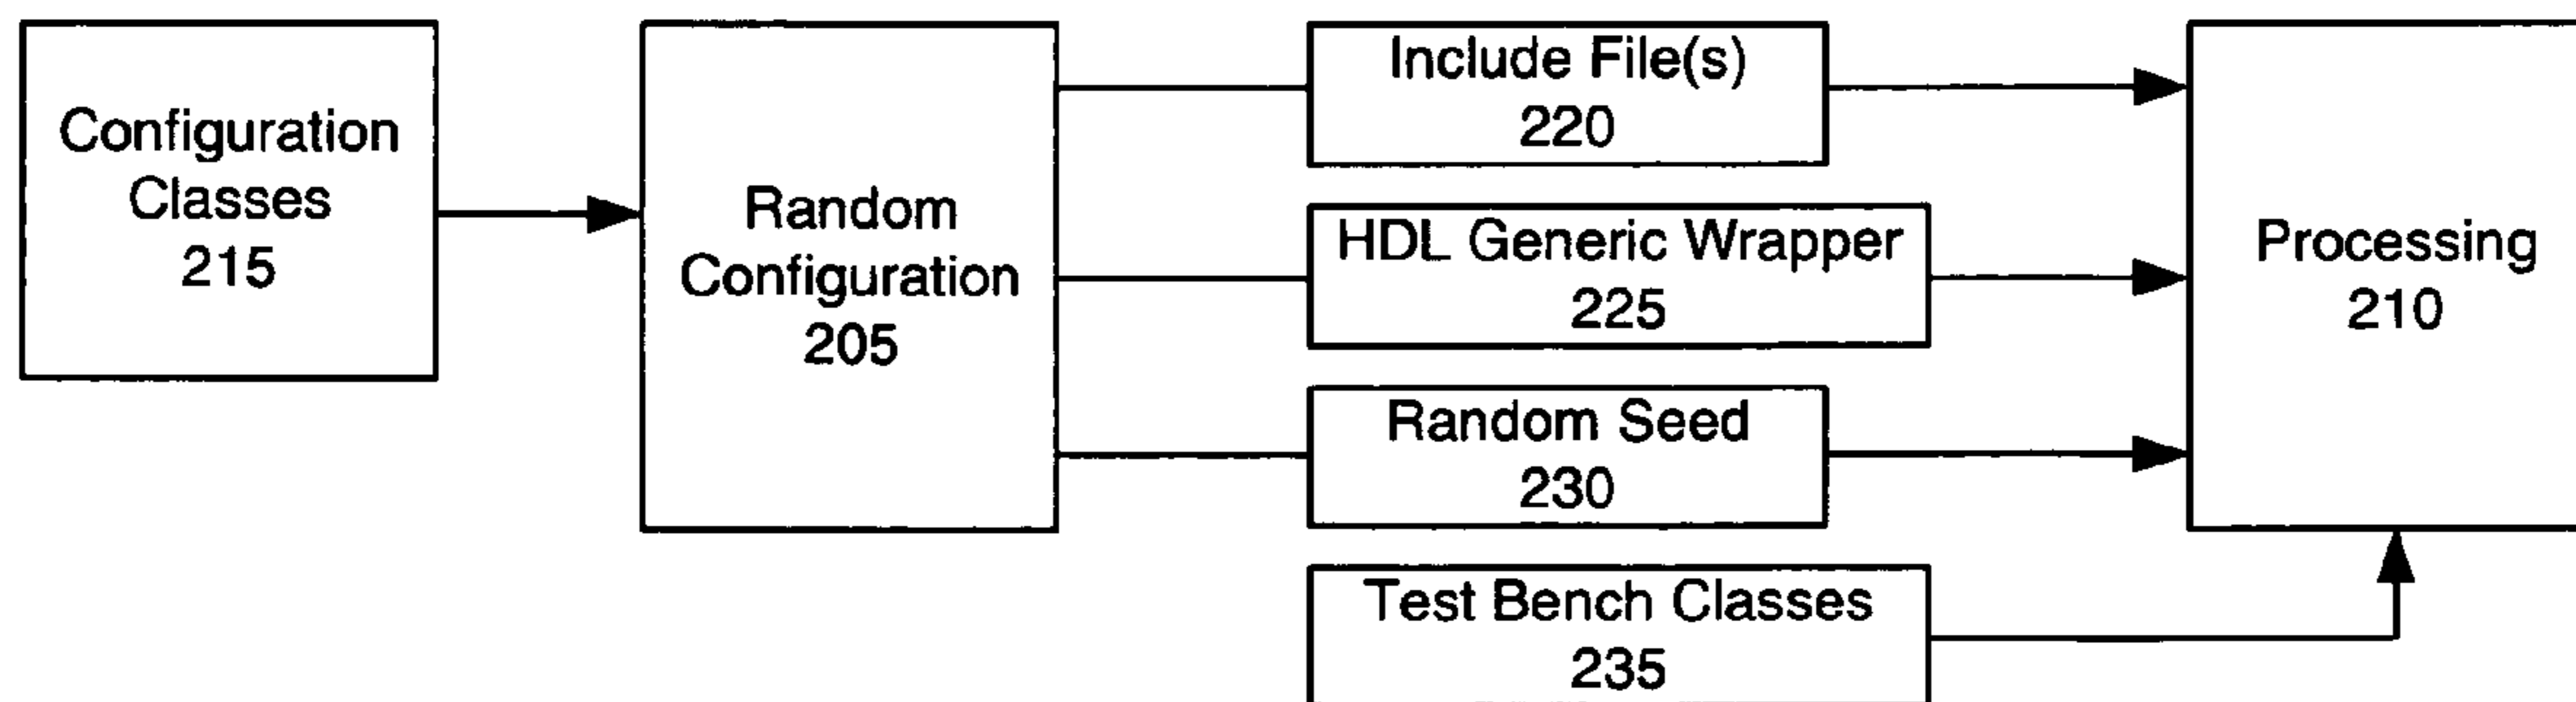 Configuration
Classes
215
Random
Configuration
205
Include File(s)
220
HDL Generic Wrapper
225
Random Seed
230
Test Bench Classes
235
Processing
210